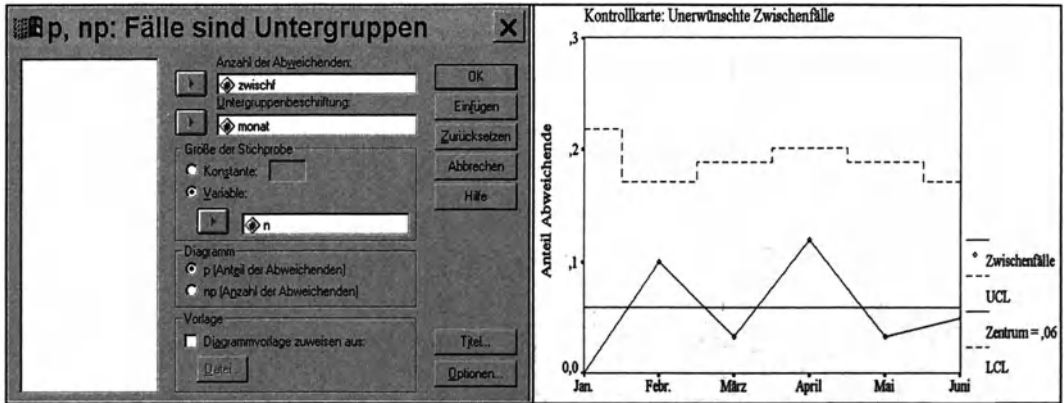 p, np: Fälle sind Untergruppen
Anzahl der Abweichenden:
zwischf
Untergruppenbeschriftung:
monat
Größe der Stichprobe
Konstante:
Variable:
n
Diagramm
p (Anteil der Abweichenden)
np (Anzahl der Abweichenden)
Vorlage
Diagrammvorlage zuweisen aus:
Datei...
OK
Einfügen
Zurücksetzen
Abbrechen
Hilfe
Titel...
Optionen...
Kontrollkarte: Unerwünschte Zwischenfälle
Anteil Abweichende
,3
,2
,1
0,0
Jan.
Febr.
März
April
Mai
Juni
Zwischenfälle
UCL
Zentrum = ,06
LCL